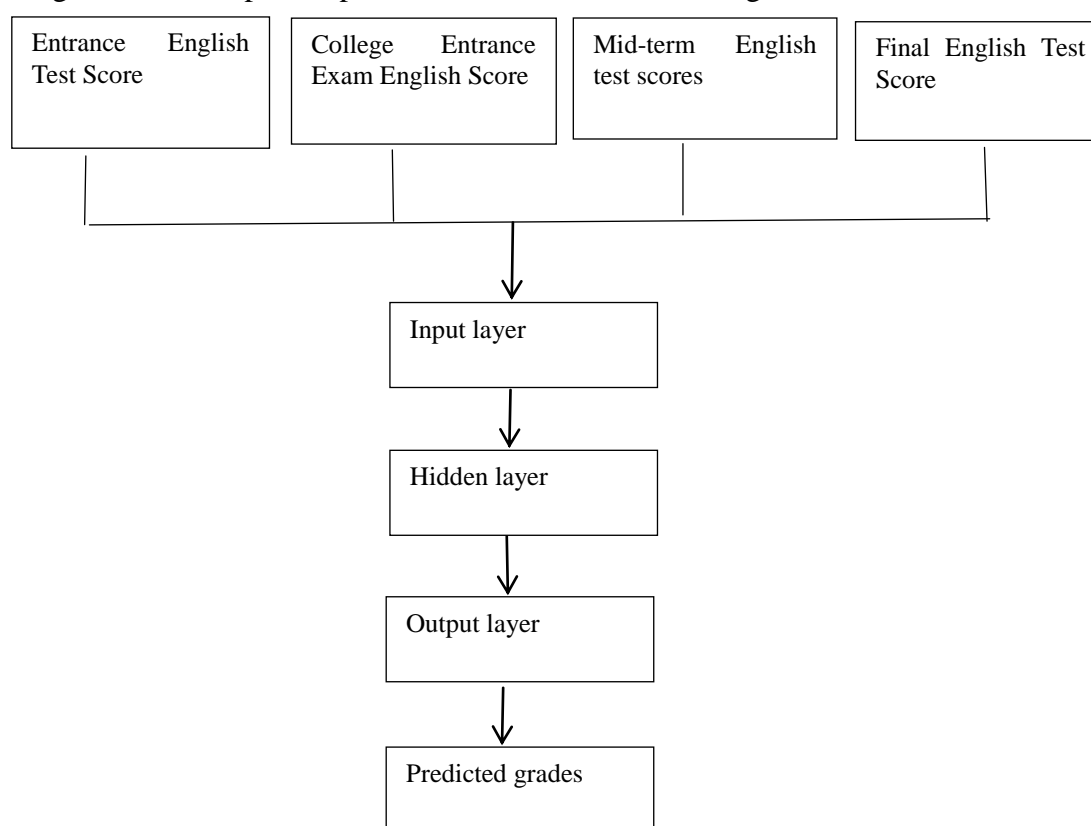 Entrance English
Test Score
College Entrance
Exam English Score
Mid-term English
test scores
Final English Test
Score
Input layer
Hidden layer
Output layer
Predicted grades